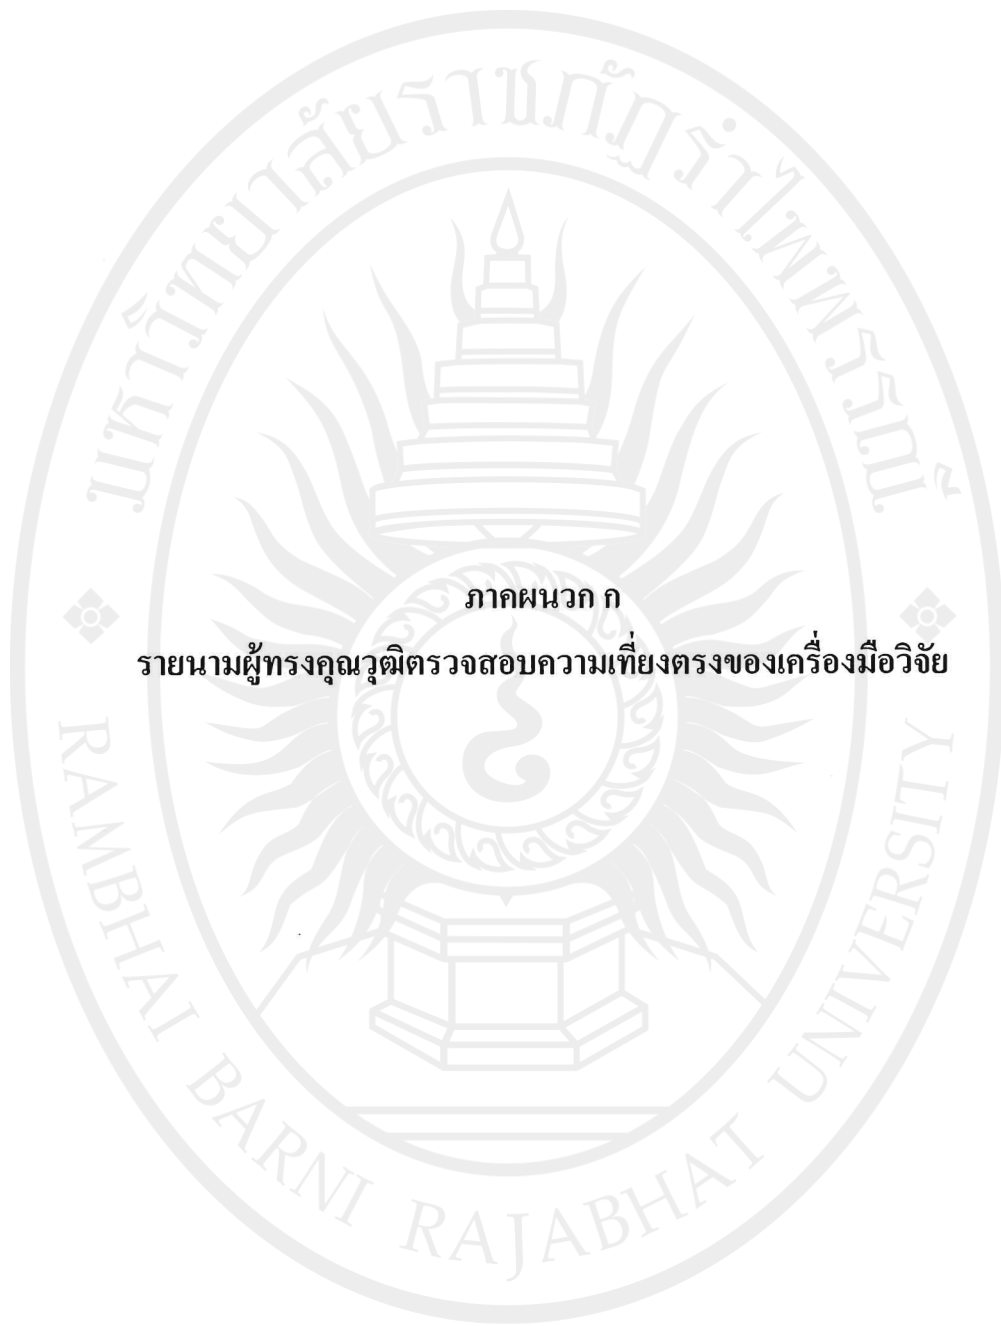 มหาวิทยาลัยราชภัฏรำไพพรรณี
ภาคผนวก ก
รายนามผู้ทรงคุณวุฒิตรวจสอบความเที่ยงตรงของเครื่องมือวิจัย
RAMBHAI BARNI RAJABHAT UNIVERSITY